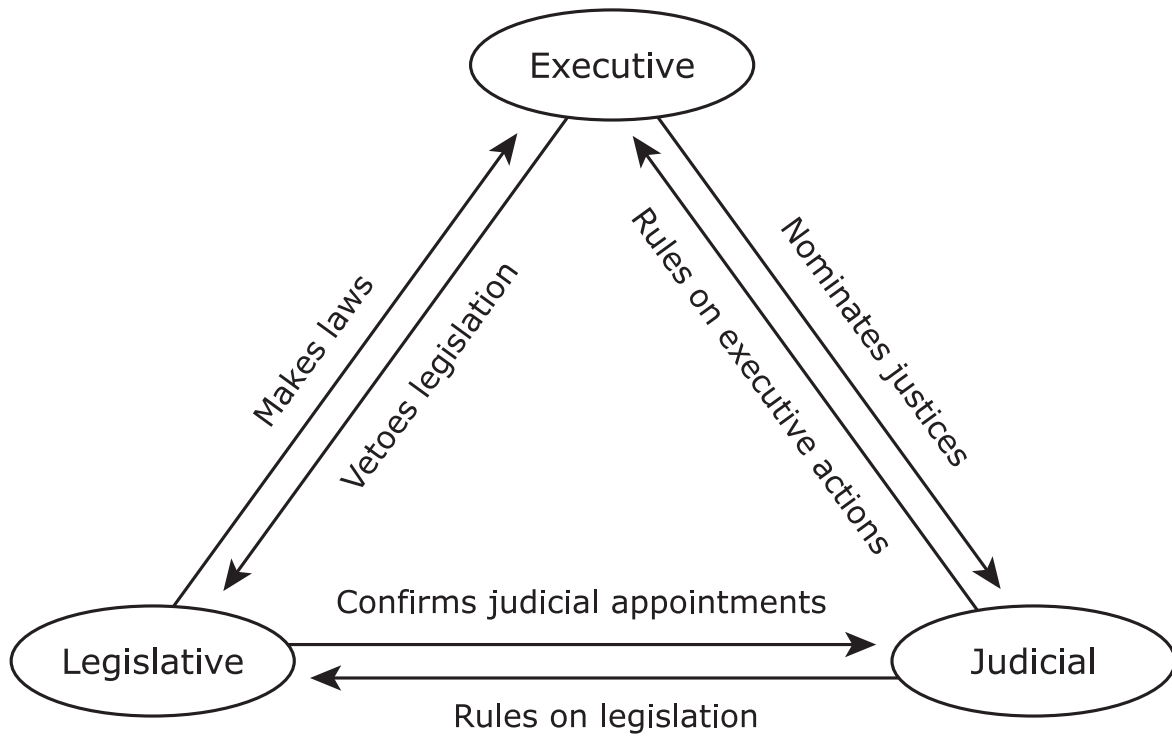 Executive
Makes laws
Vetoes legislation
Rules on executive actions
Nominates justices
Legislative
Confirms judicial appointments
Judicial
Rules on legislation